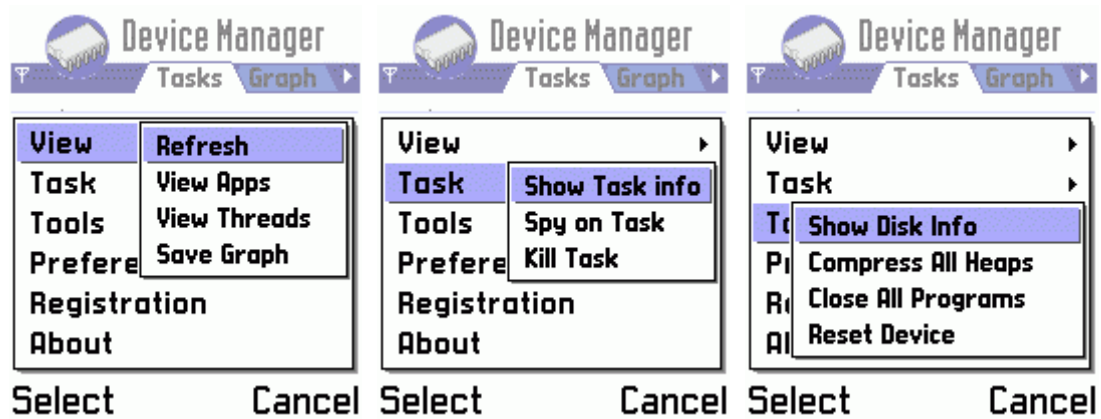 Device Manager
Tasks Graph
View
Refresh
Task
View Apps
Tools
View Threads
Prefere
Save Graph
Registration
About
Select Cancel
Device Manager
Tasks Graph
View
Task
Show Task info
Tools
Spy on Task
Prefere
Kill Task
Registration
About
Select Cancel
Device Manager
Tasks Graph
View
Task
Show Disk Info
Compress All Heaps
Close All Programs
Reset Device
Select Cancel